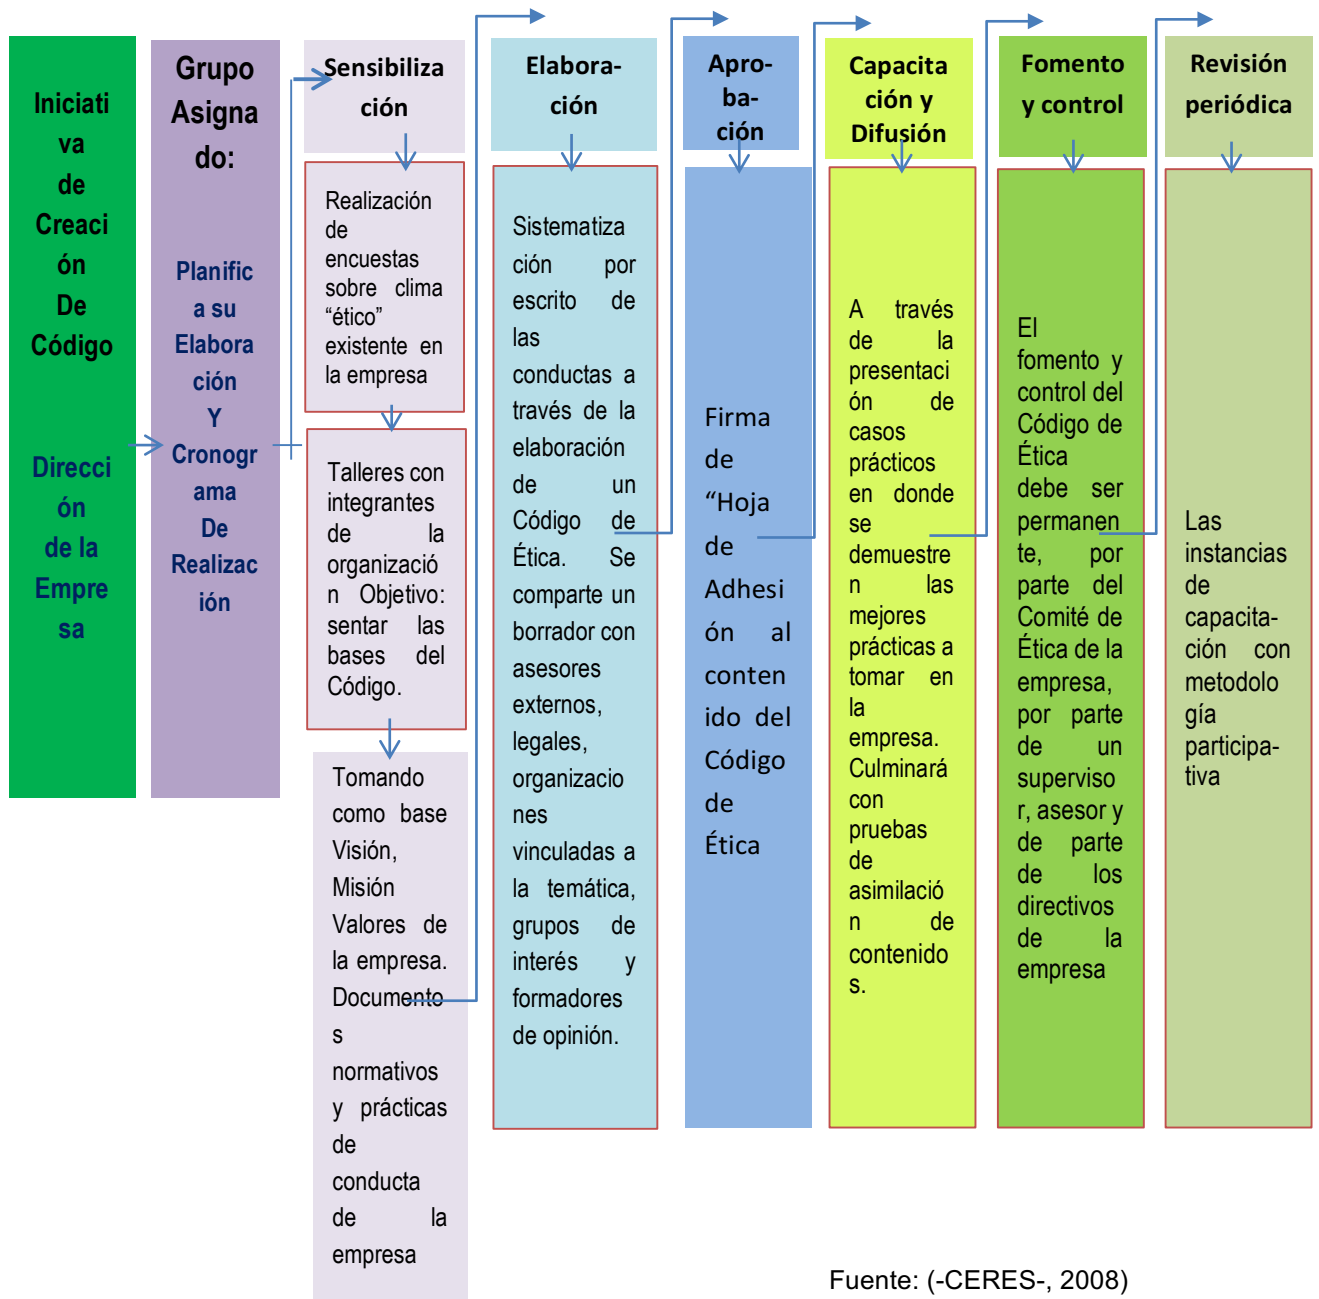 Iniciati
va
de
Creaci
ón
De
Código
Direcci
ón
de la
Empre
sa
Grupo
Asigna
do:
Planific
a su
Elabora
ción
Y
Cronogr
ama
De
Realizac
ión
Sensibiliza
ción
Realización
de
encuestas
sobre clima
“ético”
existente en
la empresa
Talleres con
integrantes
de la
organizació
n Objetivo:
sentar las
bases del
Código.
Tomando
como base
Visión,
Misión
Valores de
la empresa.
Documento
s
normativos
y prácticas
de
conducta
de la
empresa
Elabora-
ción
Sistematiza
ción por
escrito de
las
conductas a
través de la
elaboración
de un
Código de
Ética. Se
comparte un
borrador con
asesores
externos,
legales,
organizacio
nes
vinculadas a
la temática,
grupos de
interés y
formadores
de opinión.
Apro-
ba-
ción
Firma
de
“Hoja
de
Adhesi
ón al
conten
ido del
Código
de
Ética
Capacita
ción y
Difusión
A través
de la
presentaci
ón de
casos
prácticos
en donde
se
demuestre
n las
mejores
prácticas a
tomar en
la
empresa.
Culminará
con
pruebas
de
asimilació
n de
contenido
s.
Fomento
y control
El
fomento y
control del
Código de
Ética
debe ser
permanen
te, por
parte del
Comité de
Ética de la
empresa,
por parte
de un
superviso
r, asesor y
de parte
de los
directivos
de la
empresa
Revisión
periódica
Las
instancias
de
capacita-
ción con
metodolo
gía
participa-
tiva
Fuente: (-CERES-, 2008)